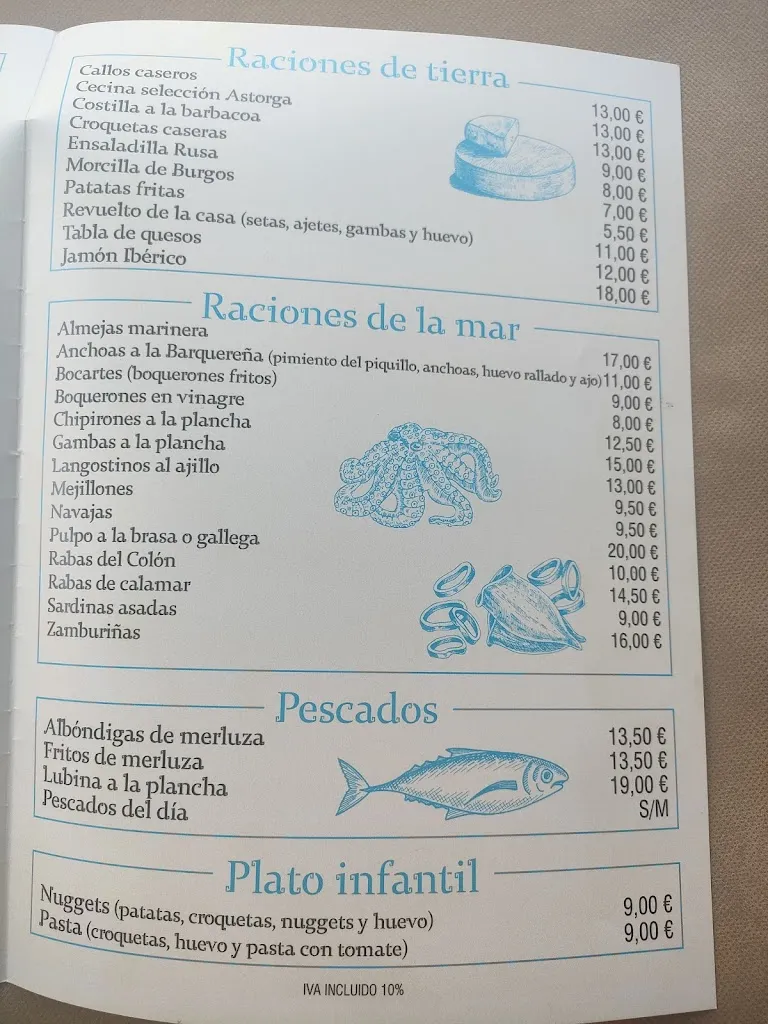 Raciones de tierra
Callos caseros 13,00 €
Cecina selección Astorga 13,00 €
Costilla a la barbacoa 13,00 €
Croquetas caseras 9,00 €
Ensaladilla Rusa 8,00 €
Morcilla de Burgos 7,00 €
Patatas fritas 5,50 €
Revuelto de la casa (setas, ajetes, gambas y huevo) 11,00 €
Tabla de quesos 12,00 €
Jamón Ibérico 18,00 €
Raciones de la mar
Almejas marinera 17,00 €
Anchoas a la Barquereña (pimiento del piquillo, anchoas, huevo rallado y ajo) 11,00 €
Bocartes (boquerones fritos) 9,00 €
Boquerones en vinagre 8,00 €
Chipirones a la plancha 12,50 €
Gambas a la plancha 15,00 €
Langostinos al ajillo 13,00 €
Mejillones 9,50 €
Navajas 9,50 €
Pulpo a la brasa o gallega 20,00 €
Rabas del Colón 10,00 €
Rabas de calamar 14,50 €
Sardinas asadas 9,00 €
Zamburiñas 16,00 €
Pescados
Albóndigas de merluza 13,50 €
Fritos de merluza 13,50 €
Lubina a la plancha 19,00 €
Pescados del día S/M
Plato infantil
Nuggets (patatas, croquetas, nuggets y huevo) 9,00 €
Pasta (croquetas, huevo y pasta con tomate) 9,00 €
IVA INCLUIDO 10%